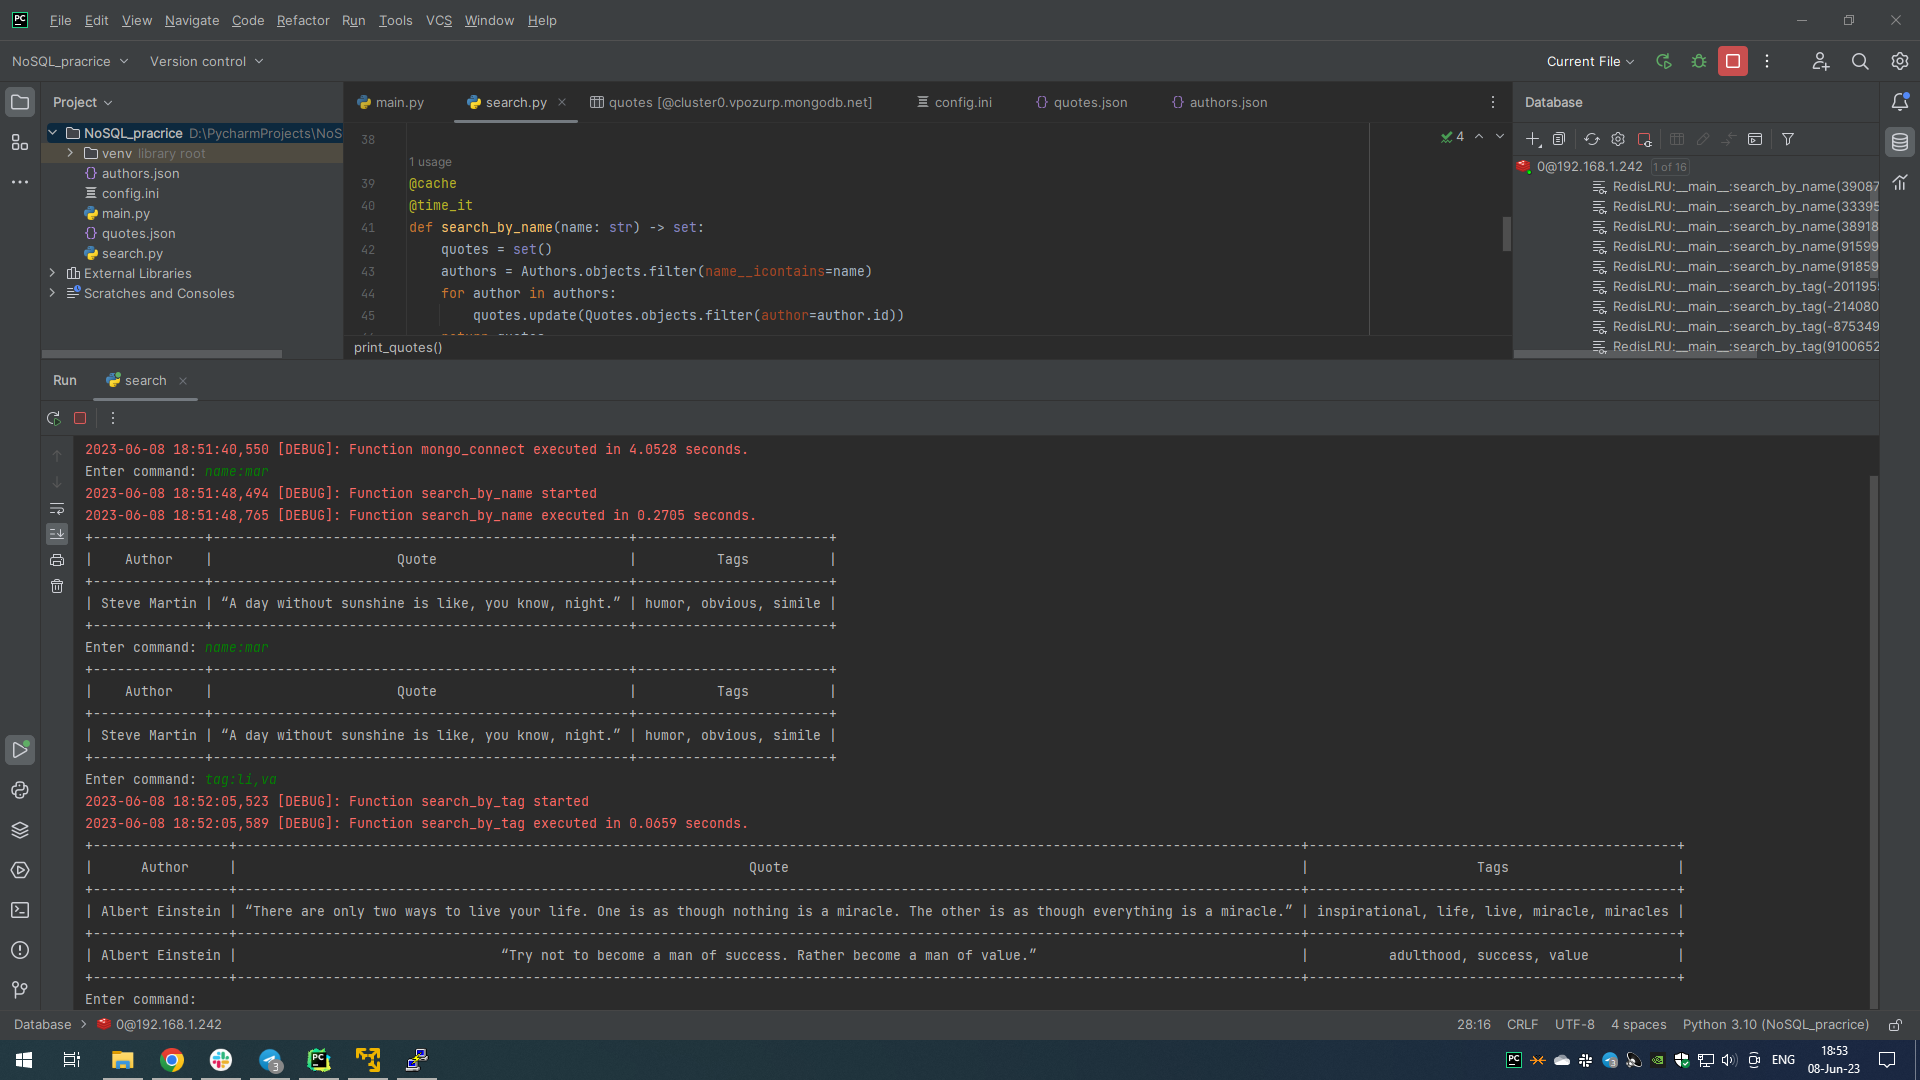 PC File Edit View Navigate Code Refactor Run Tools VCS Window Help
NoSQL_pracrice Version control Current File
Project
main.py search.py quotes [@cluster0.vpozurp.mongodb.net] config.ini quotes.json authors.json
Database
NoSQL_pracrice D:\PycharmProjects\NoS
venv library root
authors.json
config.ini
main.py
quotes.json
search.py
External Libraries
Scratches and Consoles
4
38
1 usage
39 @cache
40 @time_it
41 def search_by_name(name: str) -> set:
42 quotes = set()
43 authors = Authors.objects.filter(name__icontains=name)
44 for author in authors:
45 quotes.update(Quotes.objects.filter(author=author.id))
print_quotes()
0@192.168.1.242 1 of 16
RedisLRU:__main__:search_by_name(39087
RedisLRU:__main__:search_by_name(33395
RedisLRU:__main__:search_by_name(38918
RedisLRU:__main__:search_by_name(91599
RedisLRU:__main__:search_by_name(91859
RedisLRU:__main__:search_by_tag(-201195
RedisLRU:__main__:search_by_tag(-214080
RedisLRU:__main__:search_by_tag(-875349
RedisLRU:__main__:search_by_tag(9100652
Run search
2023-06-08 18:51:40,550 [DEBUG]: Function mongo_connect executed in 4.0528 seconds.
Enter command: name:mar
2023-06-08 18:51:48,494 [DEBUG]: Function search_by_name started
2023-06-08 18:51:48,765 [DEBUG]: Function search_by_name executed in 0.2705 seconds.
| Author | Quote | Tags |
| Steve Martin | “A day without sunshine is like, you know, night.” | humor, obvious, simile |
Enter command: name:mar
| Author | Quote | Tags |
| Steve Martin | “A day without sunshine is like, you know, night.” | humor, obvious, simile |
Enter command: tag:li,va
2023-06-08 18:52:05,523 [DEBUG]: Function search_by_tag started
2023-06-08 18:52:05,589 [DEBUG]: Function search_by_tag executed in 0.0659 seconds.
| Author | Quote | Tags |
| Albert Einstein | “There are only two ways to live your life. One is as though nothing is a miracle. The other is as though everything is a miracle.” | inspirational, life, live, miracle, miracles |
| Albert Einstein | “Try not to become a man of success. Rather become a man of value.” | adulthood, success, value |
Enter command:
Database 0@192.168.1.242 28:16 CRLF UTF-8 4 spaces Python 3.10 (NoSQL_pracrice)
3 PC PC 3 ENG 18:53
08-Jun-23